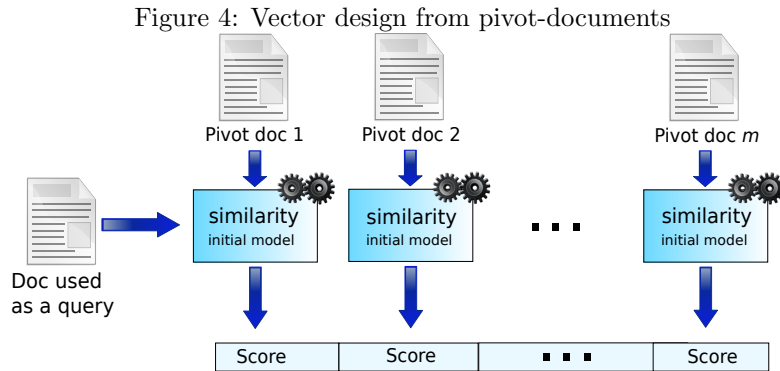 Figure 4: Vector design from pivot-documents
Pivot doc 1
Pivot doc 2
Pivot doc m
similarity
initial model
similarity
initial model
similarity
initial model
Doc used
as a query
Score
Score
Score